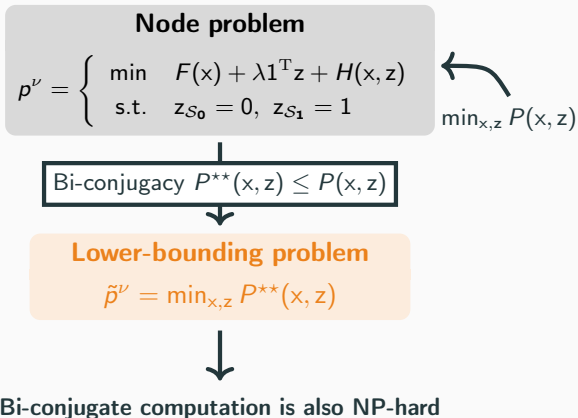 Node problem
p^ν = { min F(x) + λ1^T z + H(x, z)
s.t. z_{S_0} = 0, z_{S_1} = 1
min_{x,z} P(x, z)
Bi-conjugacy P^{⋆⋆}(x, z) ≤ P(x, z)
Lower-bounding problem
p̃^ν = min_{x,z} P^{⋆⋆}(x, z)
Bi-conjugate computation is also NP-hard